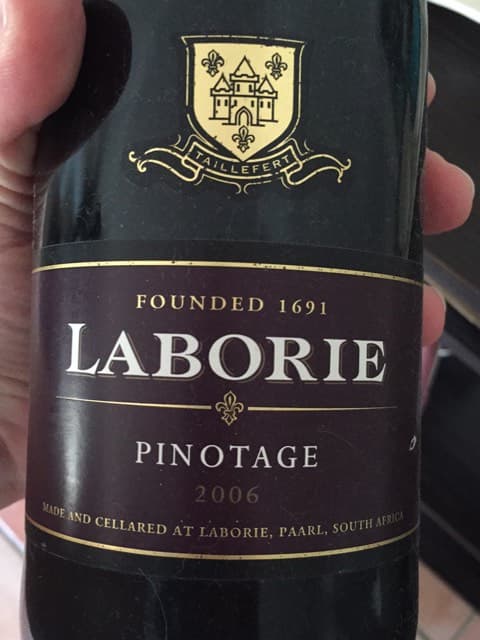 TAILLEFERT
FOUNDED 1691
LABORIE
PINOTAGE
2006
MADE AND CELLARED AT LABORIE, PAARL, SOUTH AFRICA